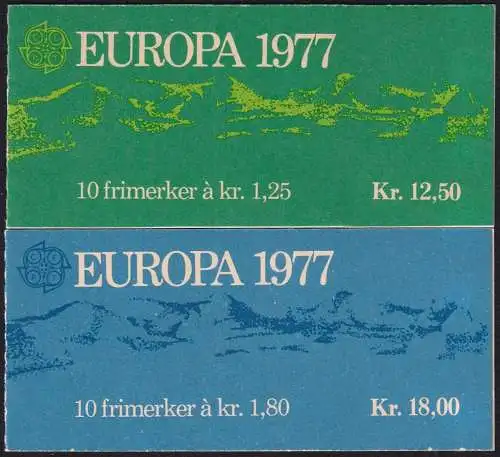 EUROPA 1977
10 frimerker à kr. 1,25 Kr. 12,50
EUROPA 1977
10 frimerker à kr. 1,80 Kr. 18,00